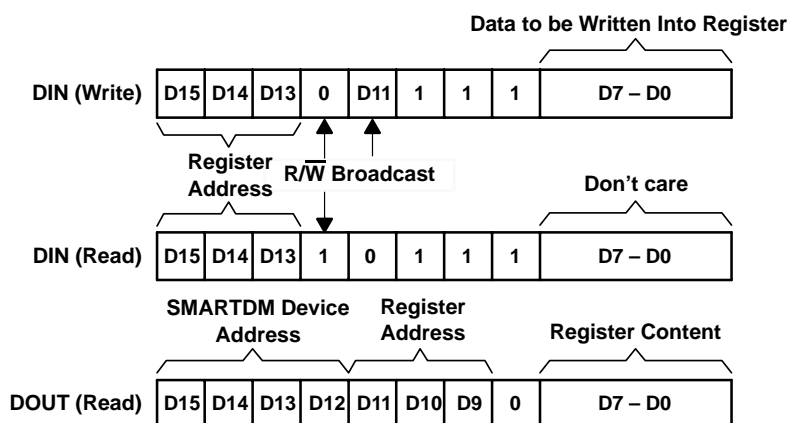 Data to be Written Into Register
DIN (Write) D15 D14 D13 0 D11 1 1 1 D7 – D0
Register
Address
R/W̅ Broadcast
Don't care
DIN (Read) D15 D14 D13 1 0 1 1 1 D7 – D0
SMARTDM Device
Address
Register
Address
Register Content
DOUT (Read) D15 D14 D13 D12 D11 D10 D9 0 D7 – D0